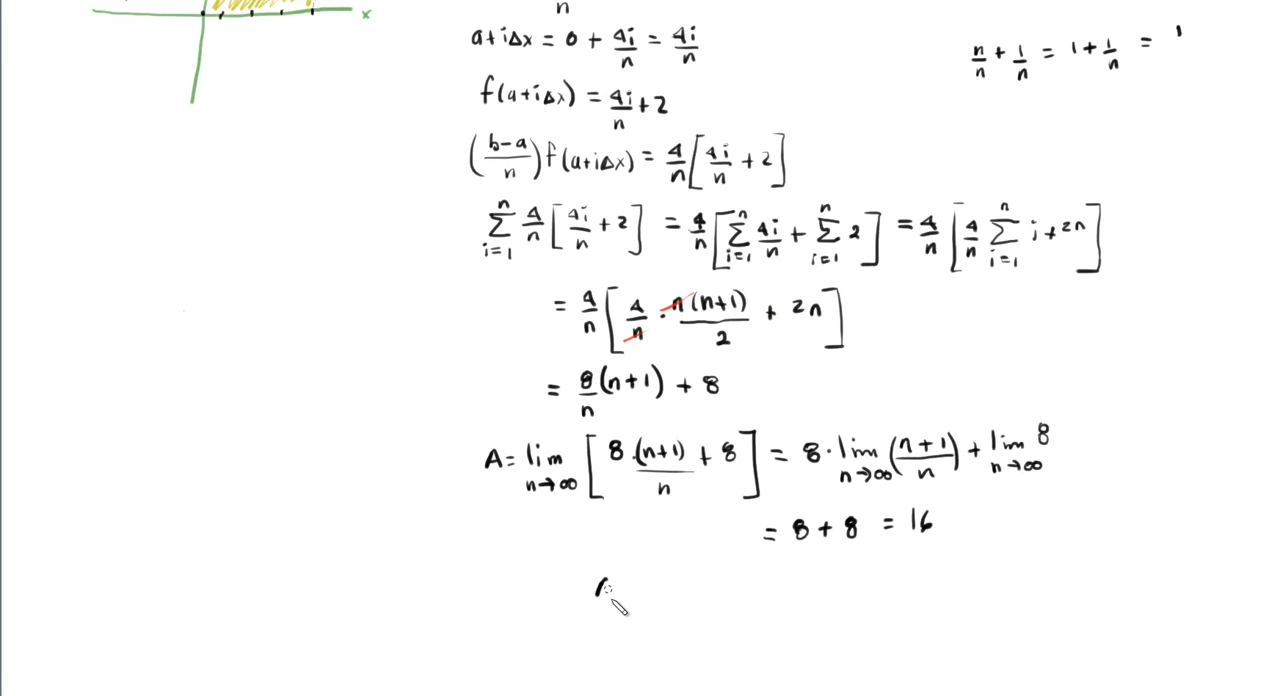 x
n
a+iΔx = 0 + 4i/n = 4i/n
n/n + 1/n = 1 + 1/n = 1
f(a+iΔx) = 4i/n + 2
((b-a)/n) f(a+iΔx) = 4/n [4i/n + 2]
∑_{i=1}^{n} 4/n [4i/n + 2] = 4/n [∑_{i=1}^{n} 4i/n + ∑_{i=1}^{n} 2] = 4/n [4/n ∑_{i=1}^{n} i + 2n]
= 4/n [4/n · n(n+1)/2 + 2n]
= 8/n (n+1) + 8
A = lim_{n→∞} [8·(n+1)/n + 8] = 8 · lim_{n→∞} ((n+1)/n) + lim_{n→∞} 8
= 8 + 8 = 16